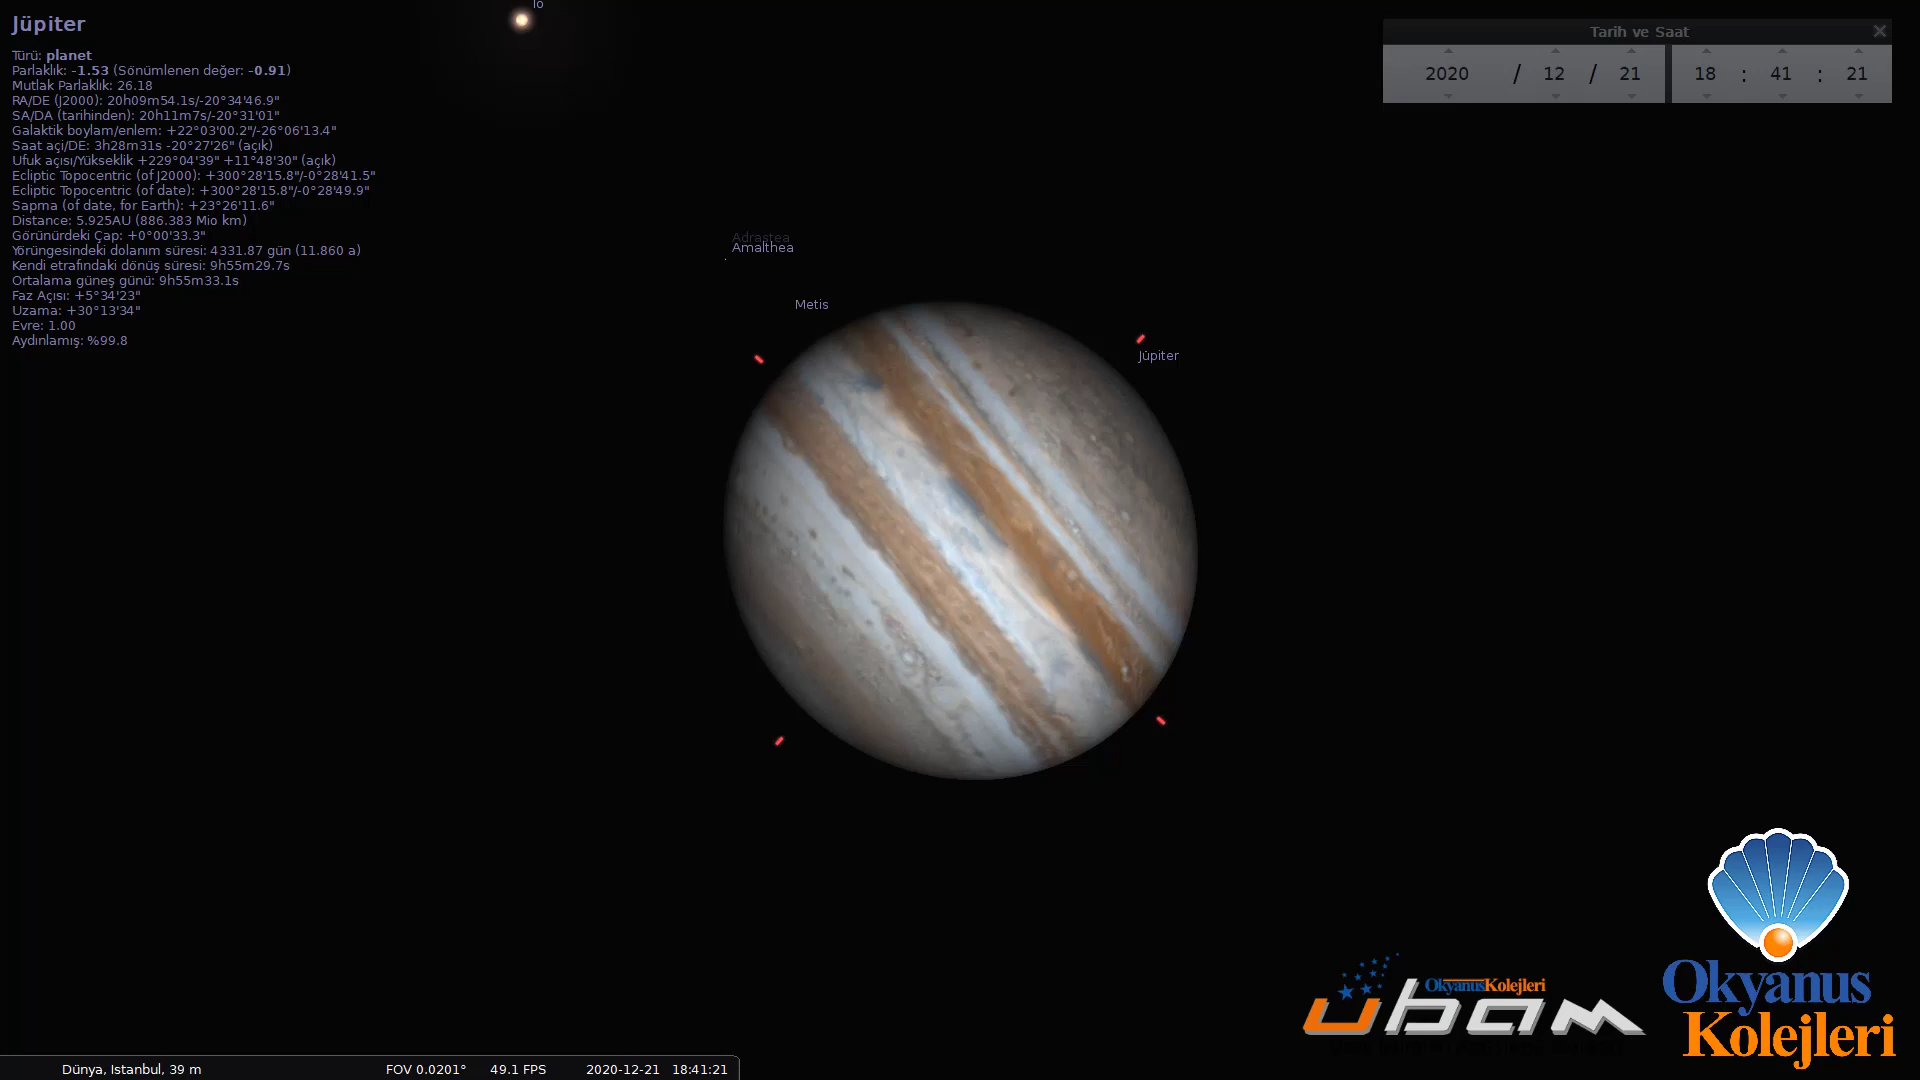 Io
Jüpiter
Türü: planet
Parlaklık: -1.53 (Sönümlenen değer: -0.91)
Mutlak Parlaklık: 26.18
RA/DE (J2000): 20h09m54.1s/-20°34'46.9"
SA/DA (tarihinden): 20h11m7s/-20°31'01"
Galaktik boylam/enlem: +22°03'00.2"/-26°06'13.4"
Saat açi/DE: 3h28m31s -20°27'26" (açık)
Ufuk açısı/Yükseklik +229°04'39" +11°48'30" (açık)
Ecliptic Topocentric (of J2000): +300°28'15.8"/-0°28'41.5"
Ecliptic Topocentric (of date): +300°28'15.8"/-0°28'49.9"
Sapma (of date, for Earth): +23°26'11.6"
Distance: 5.925AU (886.383 Mio km)
Görünürdeki Çap: +0°00'33.3"
Yörüngesindeki dolanım süresi: 4331.87 gün (11.860 a)
Kendi etrafındaki dönüş süresi: 9h55m29.7s
Ortalama güneş günü: 9h55m33.1s
Faz Açısı: +5°34'23"
Uzama: +30°13'34"
Evre: 1.00
Aydınlamış: %99.8
Tarih ve Saat
2020 / 12 / 21 18 : 41 : 21
Adrastea
Amalthea
Metis
Jüpiter
OkyanusKolejleri
ubam
Okyanus
Kolejleri
Dünya, Istanbul, 39 m FOV 0.0201° 49.1 FPS 2020-12-21 18:41:21